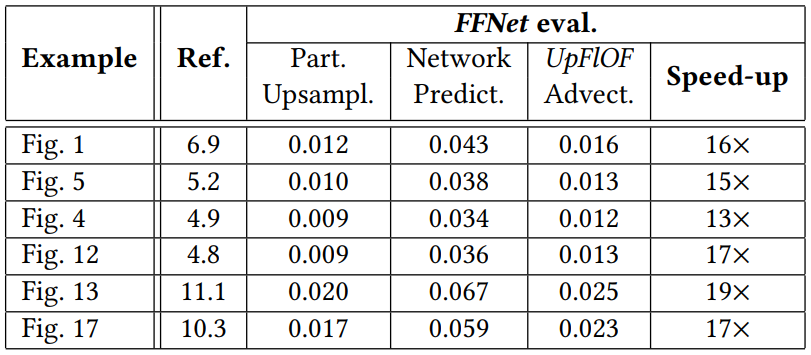 FFNet eval.
Example Ref. Part. Network UpFlOF Speed-up
Upsampl. Predict. Advect.
Fig. 1 6.9 0.012 0.043 0.016 16×
Fig. 5 5.2 0.010 0.038 0.013 15×
Fig. 4 4.9 0.009 0.034 0.012 13×
Fig. 12 4.8 0.009 0.036 0.013 17×
Fig. 13 11.1 0.020 0.067 0.025 19×
Fig. 17 10.3 0.017 0.059 0.023 17×